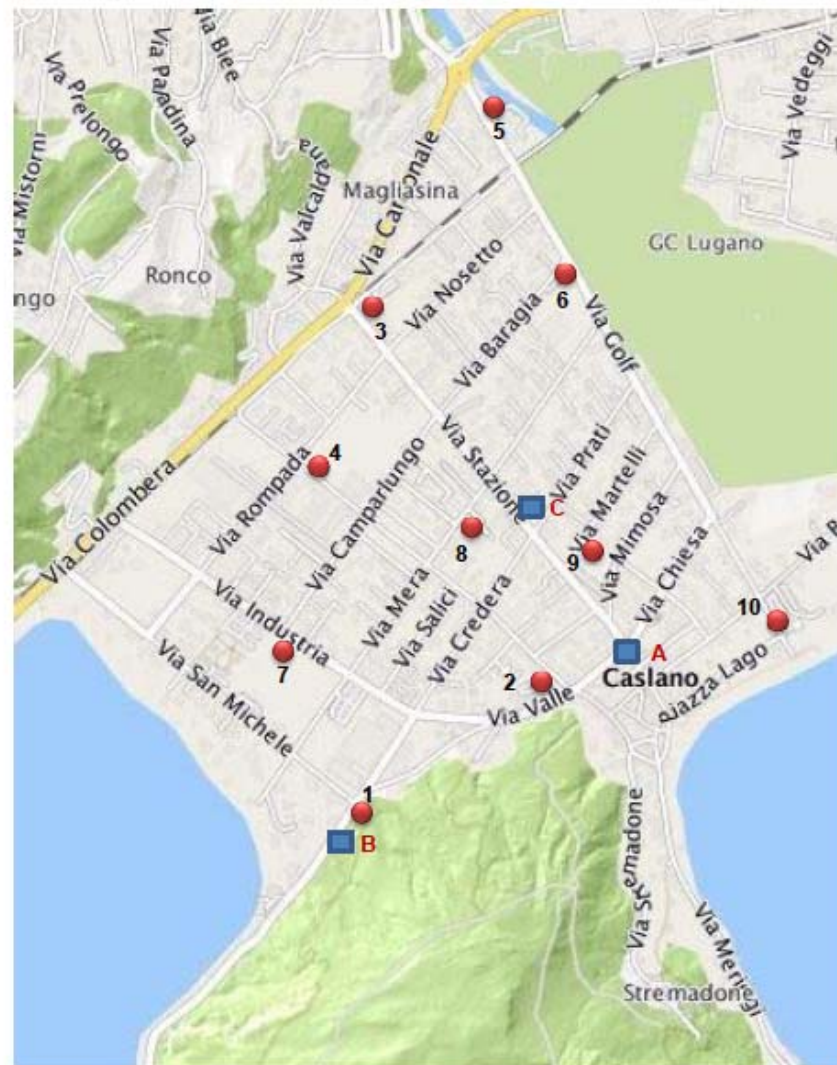 Via Biee
Via Paradina
Via Prelongo
Via Mistorni
Via Vedeggi
5
Via Cantonale
Magliasina
Via Valcaldana
GC Lugano
Ronco
ngo
Via Nosetto
6
3
Via Baragia
Via Golf
Via Stazione
4
Via Rompada
Via Camparlungo
Via Colombera
Via Prati
C
Via Martelli
8
9
Via Mimosa
Via Chiesa
Via Mera
Via Salici
Via Credera
Via Industria
10
A
7
2
Caslano
Via San Michele
Via Valle
Piazza Lago
1
B
Via Stremadone
Stremadone